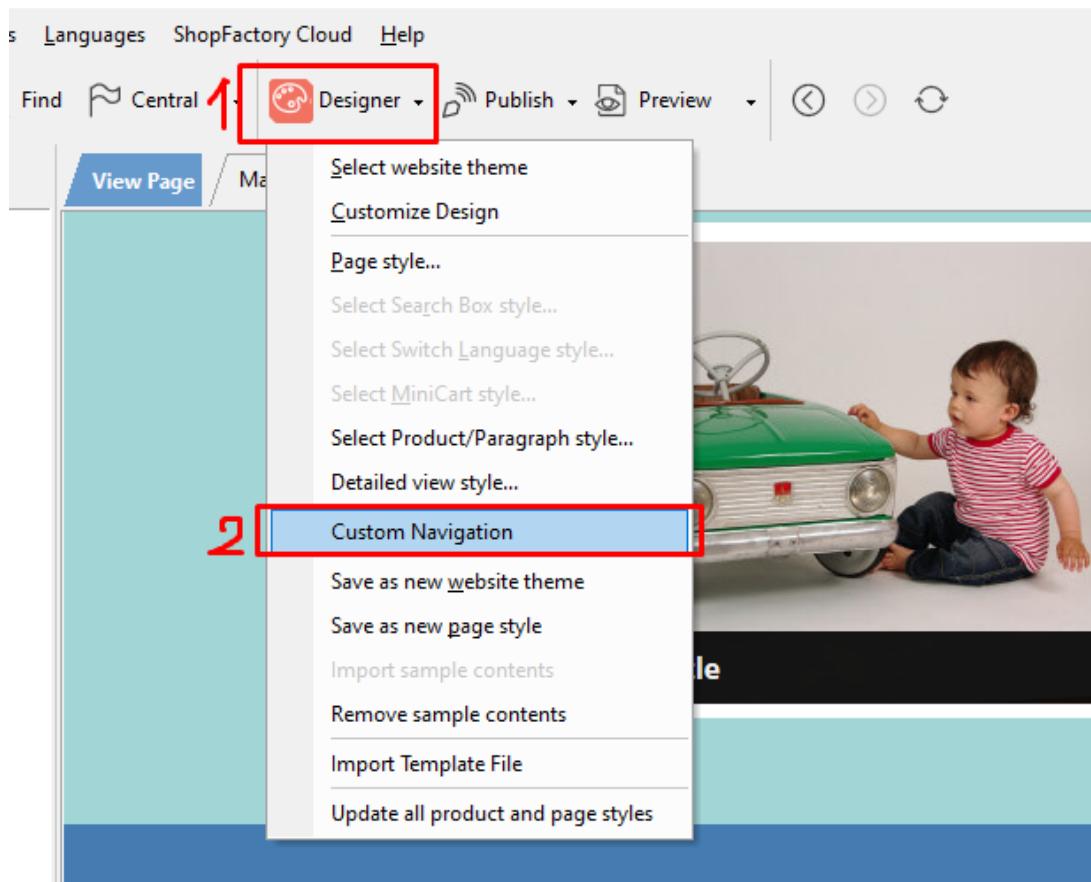 Languages ShopFactory Cloud Help
Find Central 1 Designer Publish Preview
View Page
Select website theme
Customize Design
Page style...
Select Search Box style...
Select Switch Language style...
Select MiniCart style...
Select Product/Paragraph style...
Detailed view style...
2 Custom Navigation
Save as new website theme
Save as new page style
Import sample contents
Remove sample contents
Import Template File
Update all product and page styles